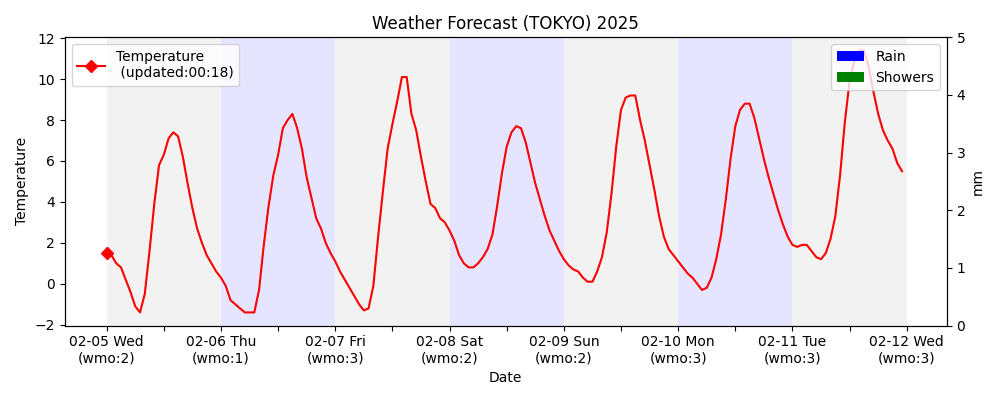 Weather Forecast (TOKYO) 2025
Temperature
(updated:00:18)
Rain
Showers
12
10
8
6
4
2
0
−2
Temperature
5
4
3
2
1
0
mm
02-05 Wed
(wmo:2)
02-06 Thu
(wmo:1)
02-07 Fri
(wmo:3)
02-08 Sat
(wmo:2)
02-09 Sun
(wmo:2)
02-10 Mon
(wmo:3)
02-11 Tue
(wmo:3)
02-12 Wed
(wmo:3)
Date